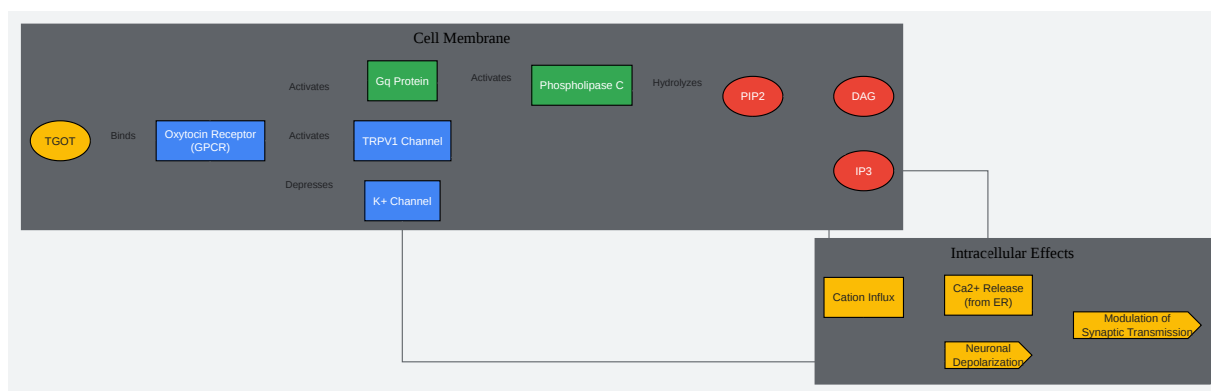 Cell Membrane
Gq Protein
Activates
Activates
Phospholipase C
Hydrolyzes
PIP2
DAG
TGOT
Binds
Oxytocin Receptor
(GPCR)
Activates
TRPV1 Channel
IP3
Depresses
K+ Channel
Intracellular Effects
Cation Influx
Ca2+ Release
(from ER)
Modulation of
Synaptic Transmission
Neuronal
Depolarization